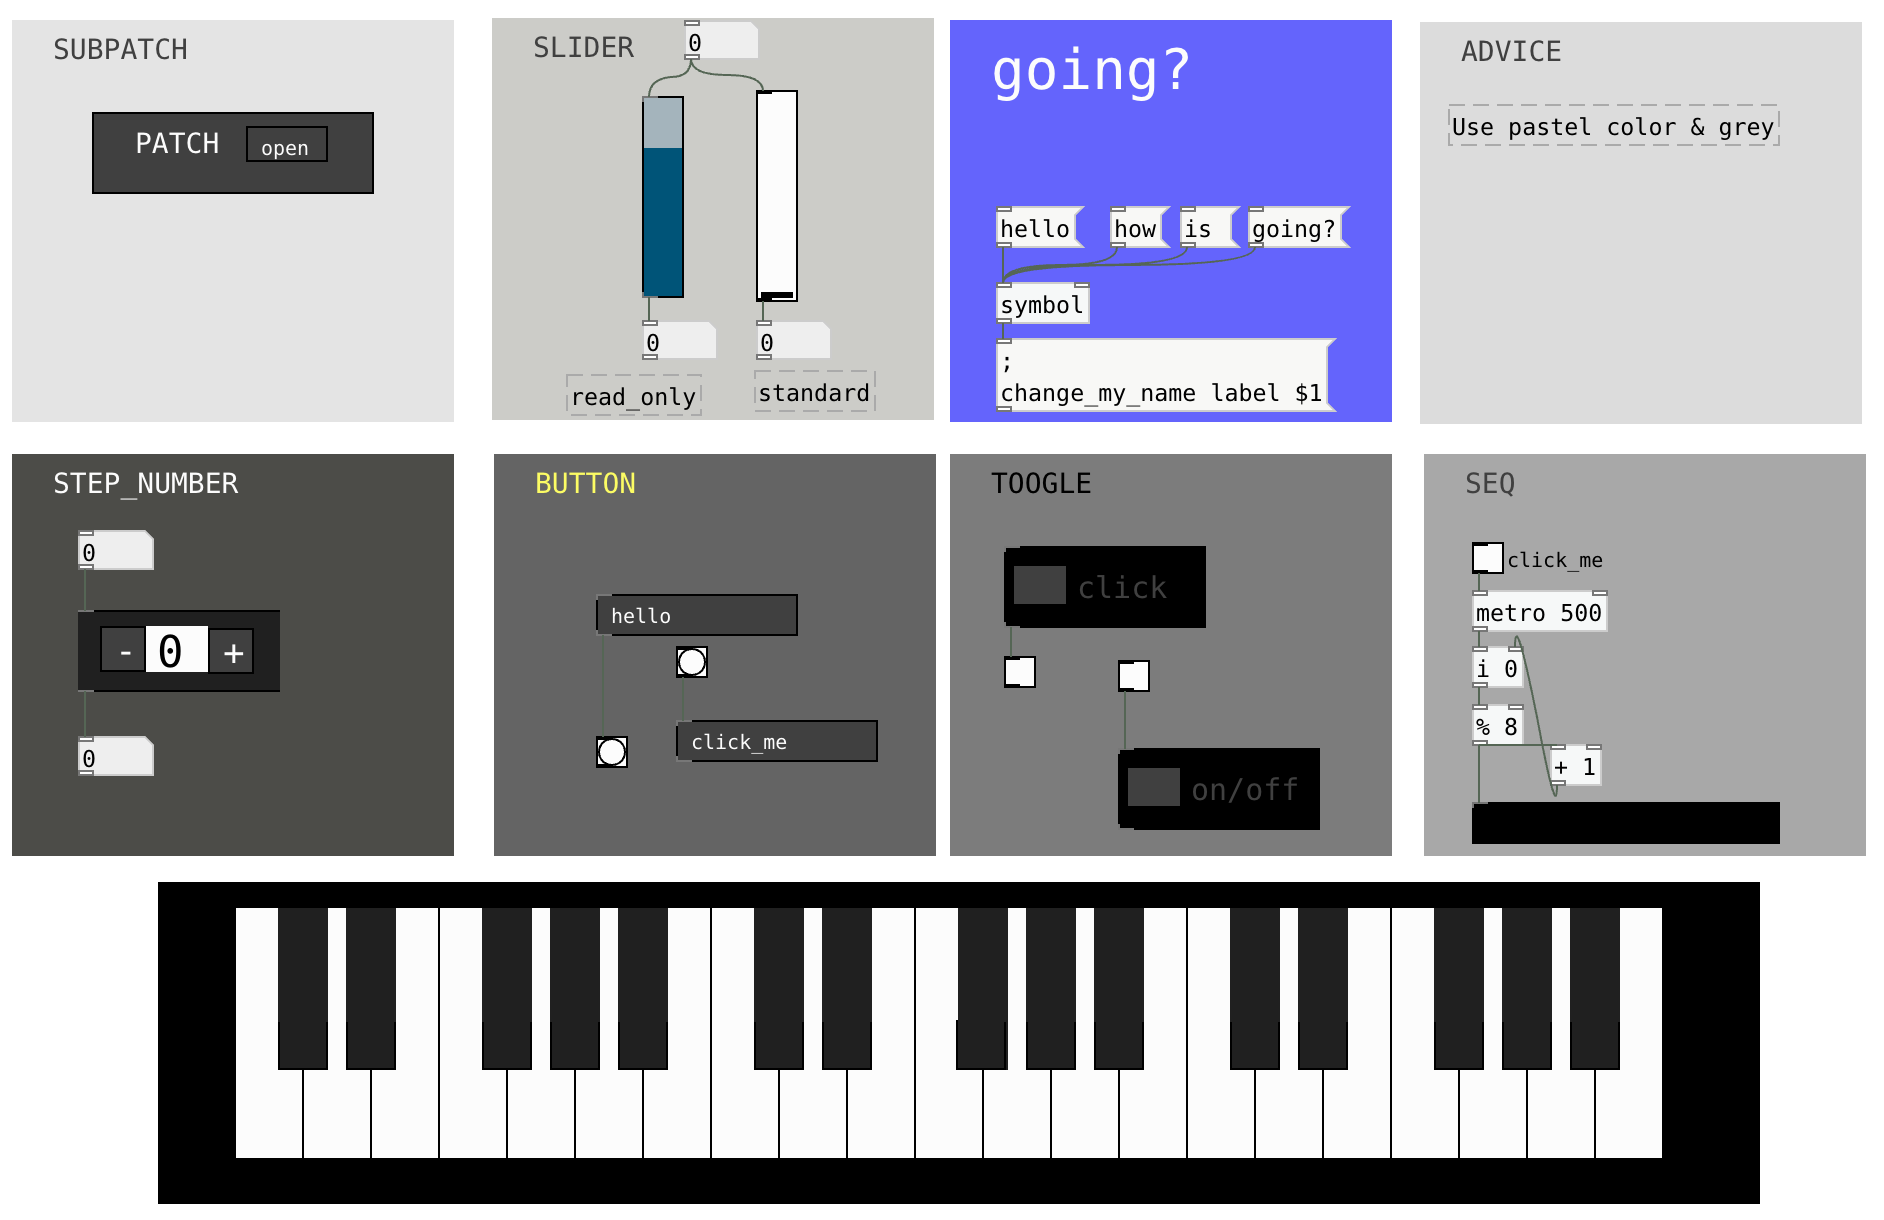 SUBPATCH
PATCH open
SLIDER
0
0
0
read_only
standard
going?
hello
how
is
going?
symbol
;
change_my_name label $1
ADVICE
Use pastel color & grey
STEP_NUMBER
0
- 0 +
0
BUTTON
hello
click_me
TOOGLE
click
on/off
SEQ
click_me
metro 500
i 0
% 8
+ 1